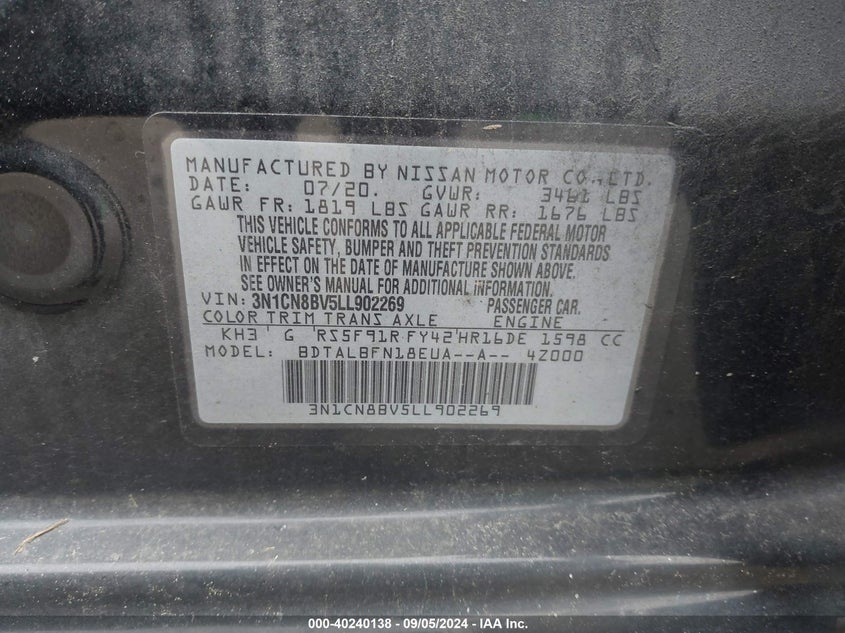 MANUFACTURED BY NISSAN MOTOR CO.,LTD.
DATE: 07/20. GVWR: 3461 LBS
GAWR FR: 1819 LBS GAWR RR: 1676 LBS
THIS VEHICLE CONFORMS TO ALL APPLICABLE FEDERAL MOTOR
VEHICLE SAFETY, BUMPER AND THEFT PREVENTION STANDARDS
IN EFFECT ON THE DATE OF MANUFACTURE SHOWN ABOVE.
SEE OWNERS MANUAL FOR ADDITIONAL INFORMATION.
VIN: 3N1CN8BV5LL902269 PASSENGER CAR.
COLOR TRIM TRANS AXLE ENGINE
KH3 G RS5F91R FY42 HR16DE 1598 CC
MODEL: BDTALBFN18EUA--A-- 4Z000
3N1CN8BV5LL902269
000-40240138 - 09/05/2024 - IAA Inc.